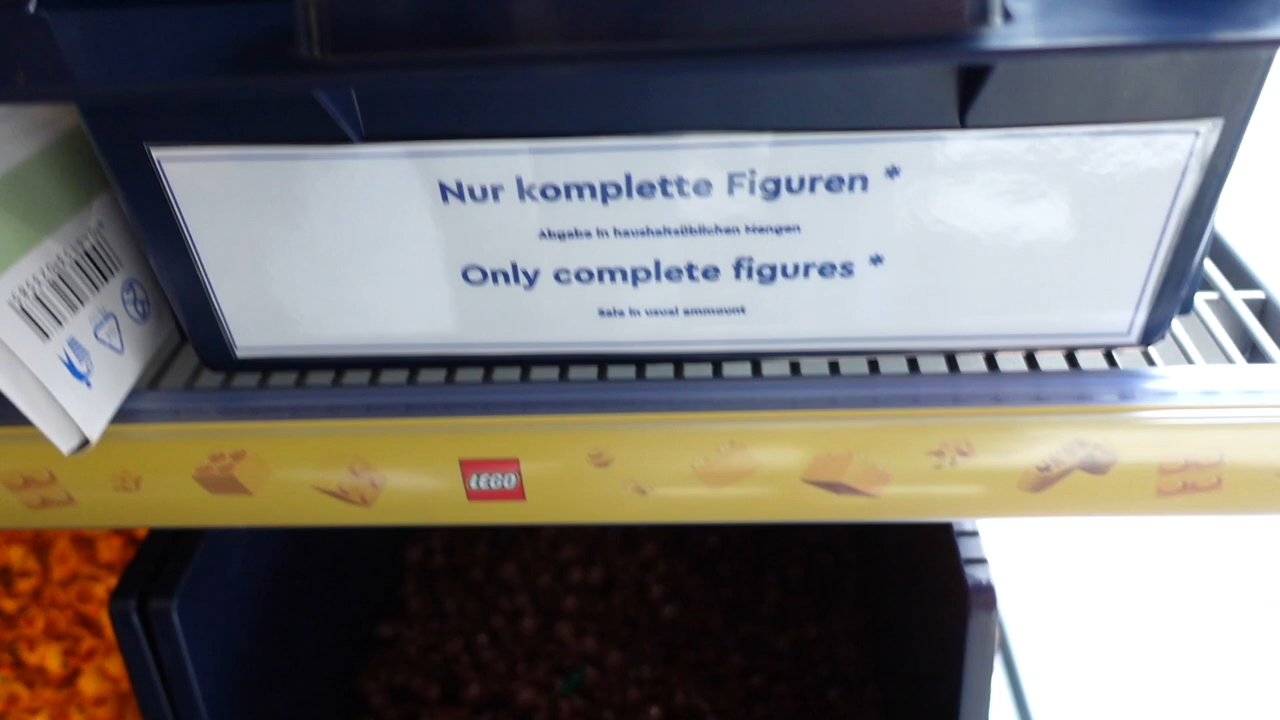 Nur komplette Figuren *
Abgabe in haushaltsüblichen Mengen
Only complete figures *
Sale in usual ammount
LEGO